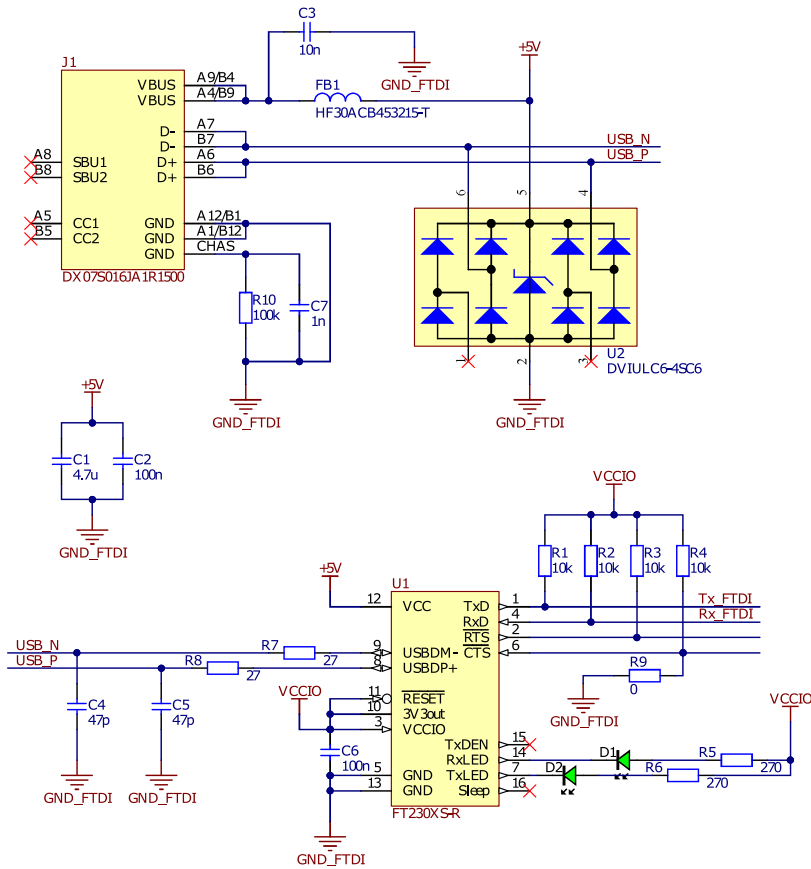 C3
10n
+5V
J1
GND_FTDI
VBUS A9/B4
VBUS A4/B9
FB1
HF30ACB453215-T
D- A7
D- B7
USB_N
A8 SBU1 D+ A6
USB_P
B8 SBU2 D+ B6
6 5 4
A5 CC1 GND A12/B1
B5 CC2 GND A1/B12
GND CHAS
DX07S016JA1R1500
R10
100k
C7
1n
1 2 3
U2
DVIULC6-4SC6
+5V
GND_FTDI
GND_FTDI
C1
4.7u
C2
100n
GND_FTDI
VCCIO
R1
10k
R2
10k
R3
10k
R4
10k
+5V
U1
12 VCC TxD 1
Tx_FTDI
RxD 4
Rx_FTDI
RTS 2
USB_N
R7
27
9 USBDM- CTS 6
USB_P
R8
27
8 USBDP+
R9
0
GND_FTDI
VCCIO
11 RESET
10 3V3out
3 VCCIO
C4
47p
C5
47p
VCCIO
TxDEN 15
C6
100n
RxLED 14
D1
R5
270
5 GND TxLED 7
D2
R6
270
13 GND Sleep 16
GND_FTDI
GND_FTDI
FT230XS-R
GND_FTDI